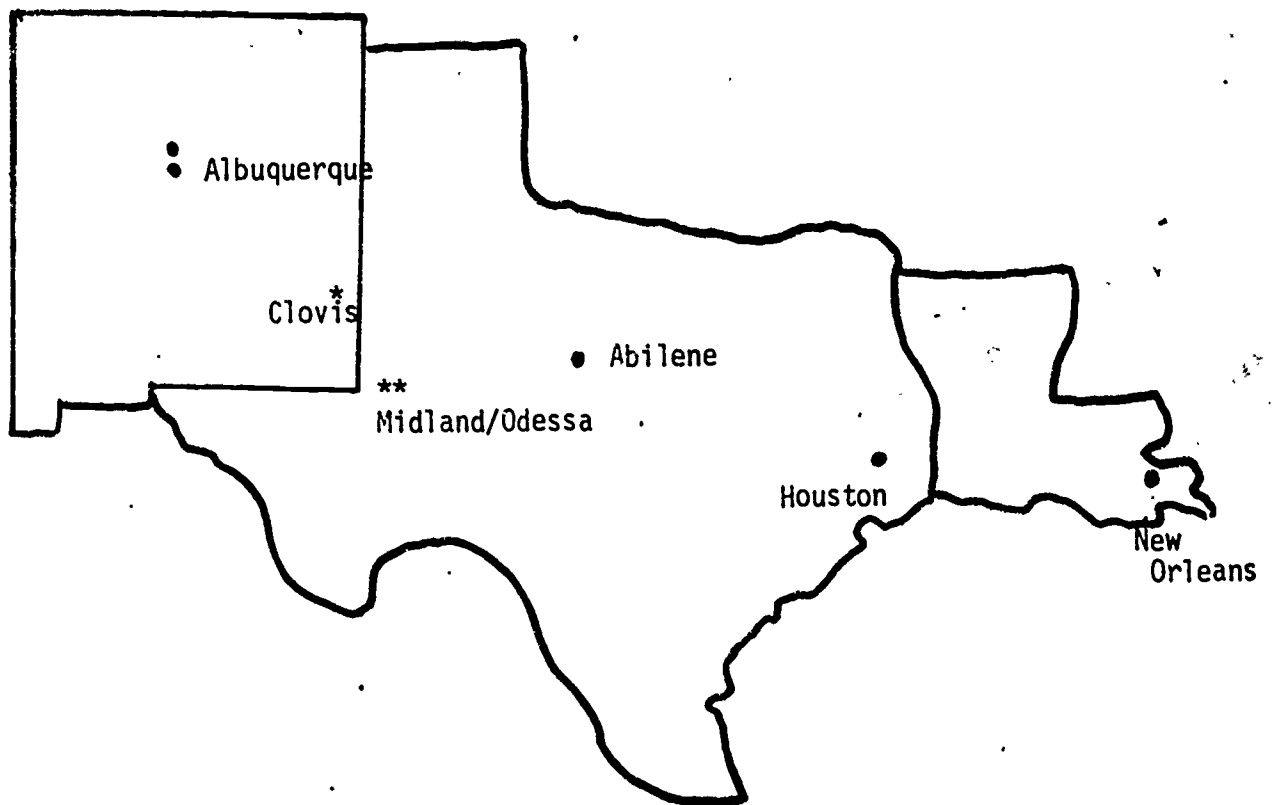 Albuquerque
*
Clovis
Abilene
**
Midland/Odessa
Houston
New
Orleans